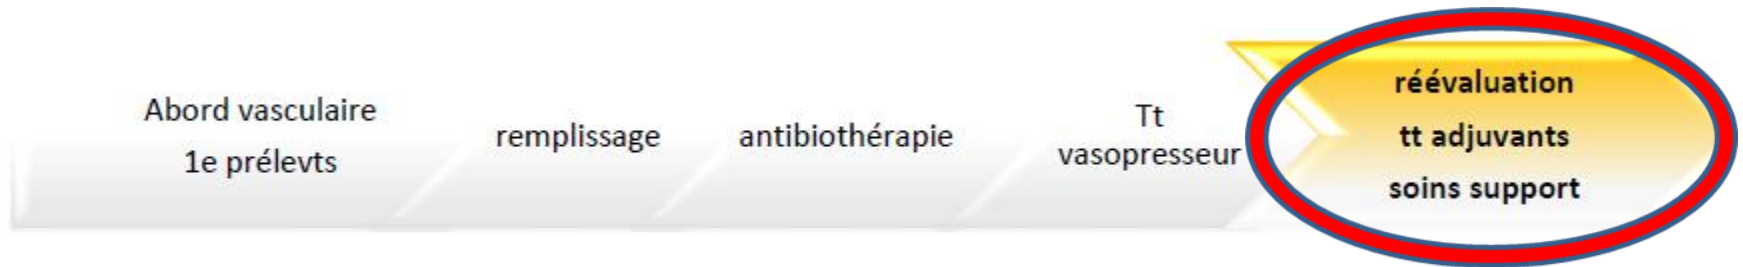 Abord vasculaire
1e prélevts
remplissage
antibiothérapie
Tt
vasopresseur
réévaluation
tt adjuvants
soins support